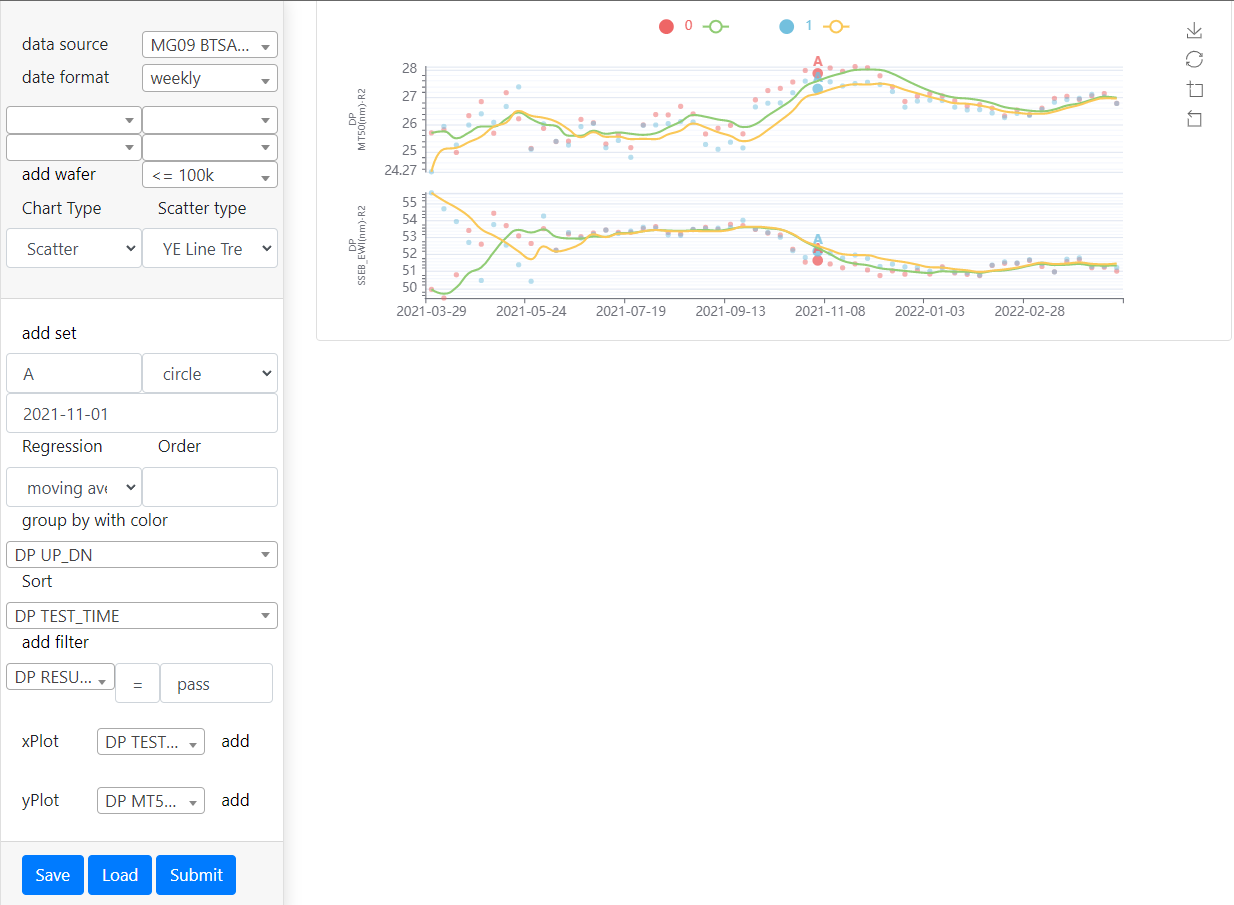 data source
MG09 BTSA...
date format
weekly
add wafer
<= 100k
Chart Type
Scatter type
Scatter
YE Line Tre
add set
A
circle
2021-11-01
Regression
Order
moving ave
group by with color
DP UP_DN
Sort
DP TEST_TIME
add filter
DP RESU...
=
pass
xPlot
DP TEST...
add
yPlot
DP MT5...
add
Save
Load
Submit
0
1
DP
MT50(nm)-R2
28
27
26
25
24.27
A
DP
SSEB_EWI(nm)-R2
55
54
53
52
51
50
A
2021-03-29
2021-05-24
2021-07-19
2021-09-13
2021-11-08
2022-01-03
2022-02-28